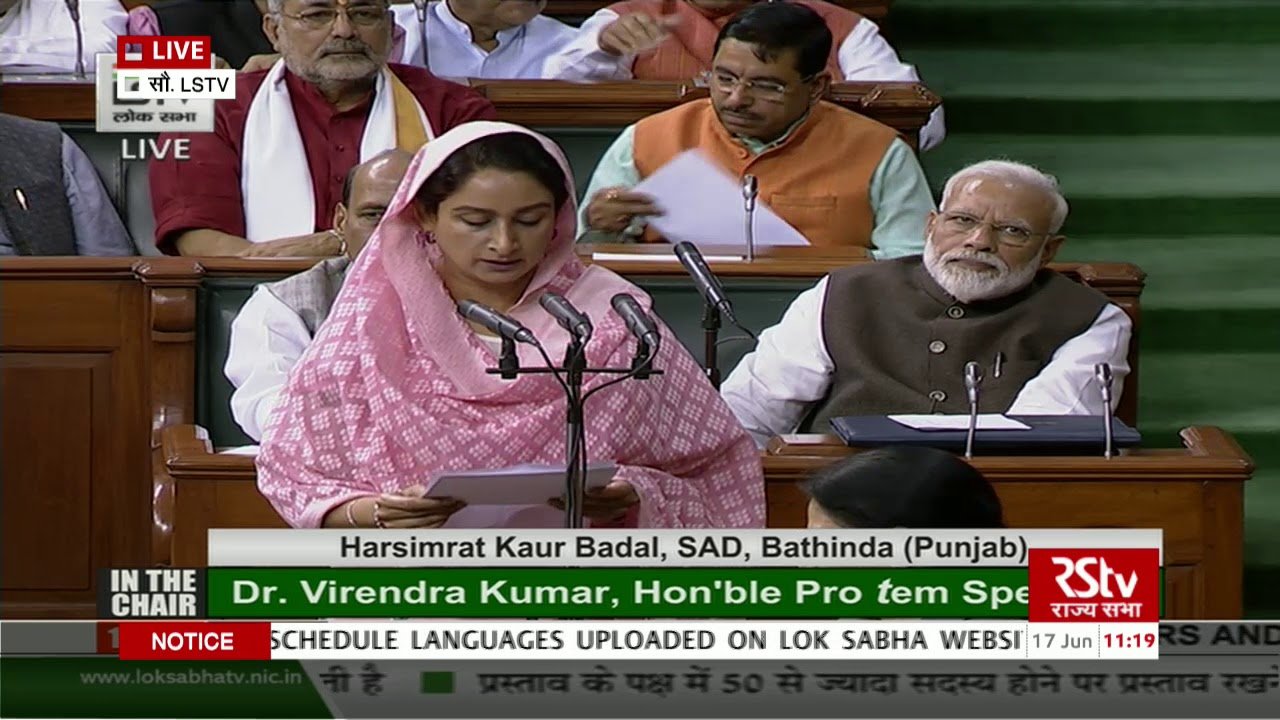 LIVE
सौ. LSTV
लोक सभा
LIVE
Harsimrat Kaur Badal, SAD, Bathinda (Punjab)
IN THE CHAIR
Dr. Virendra Kumar, Hon'ble Pro tem Spe
RSTV
राज्य सभा
NOTICE
SCHEDULE LANGUAGES UPLOADED ON LOK SABHA WEBSI
17 Jun 11:19
RS AND
www.loksabhatv.nic.in
नी है
प्रस्ताव के पक्ष में 50 से ज्यादा सदस्य होने पर प्रस्ताव रखने